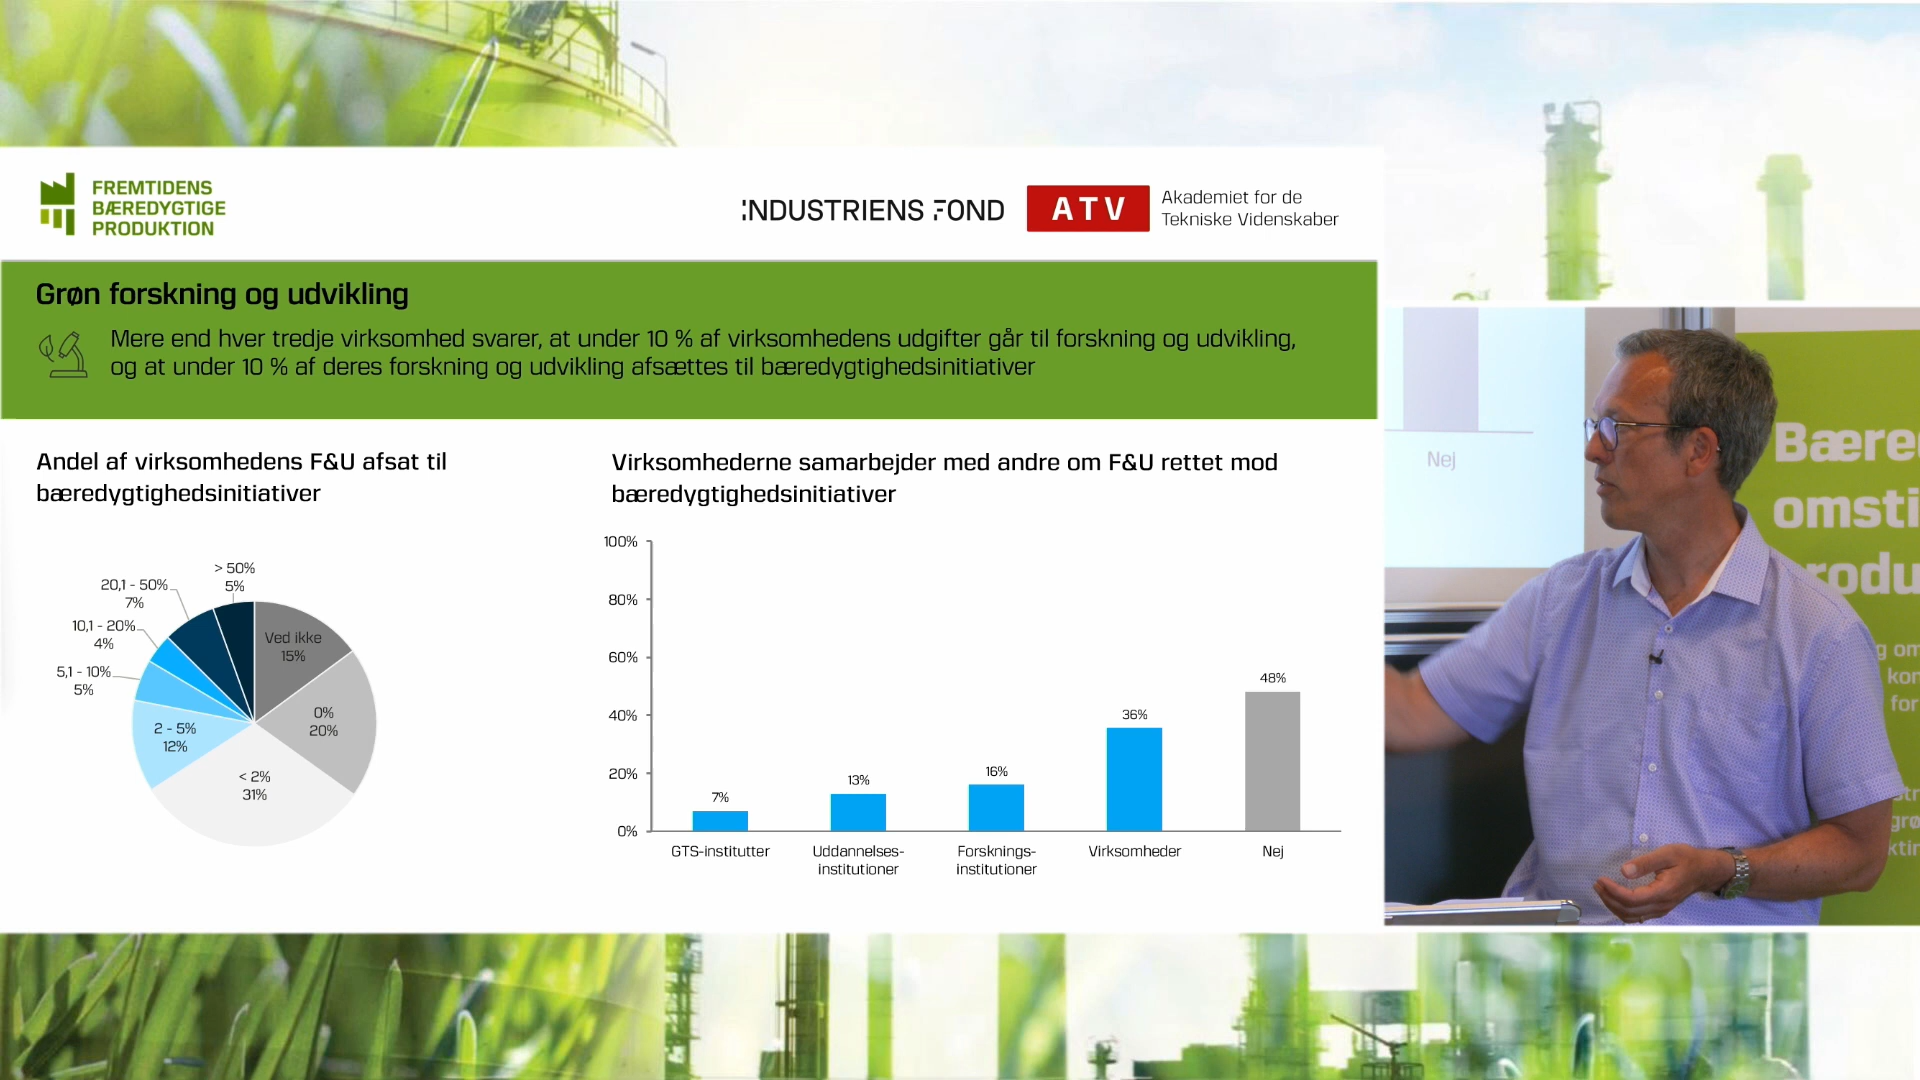 FREMTIDENS
BÆREDYGTIGE
PRODUKTION
INDUSTRIENS FOND
ATV
Akademiet for de
Tekniske Videnskaber
Grøn forskning og udvikling
Mere end hver tredje virksomhed svarer, at under 10 % af virksomhedens udgifter går til forskning og udvikling,
og at under 10 % af deres forskning og udvikling afsættes til bæredygtighedsinitiativer
Andel af virksomhedens F&U afsat til
bæredygtighedsinitiativer
> 50%
5%
20,1 - 50%
7%
10,1 - 20%
4%
5,1 - 10%
5%
2 - 5%
12%
< 2%
31%
0%
20%
Ved ikke
15%
Virksomhederne samarbejder med andre om F&U rettet mod
bæredygtighedsinitiativer
100%
80%
60%
40%
20%
0%
7%
13%
16%
36%
48%
GTS-institutter
Uddannelses-
institutioner
Forsknings-
institutioner
Virksomheder
Nej
Nej